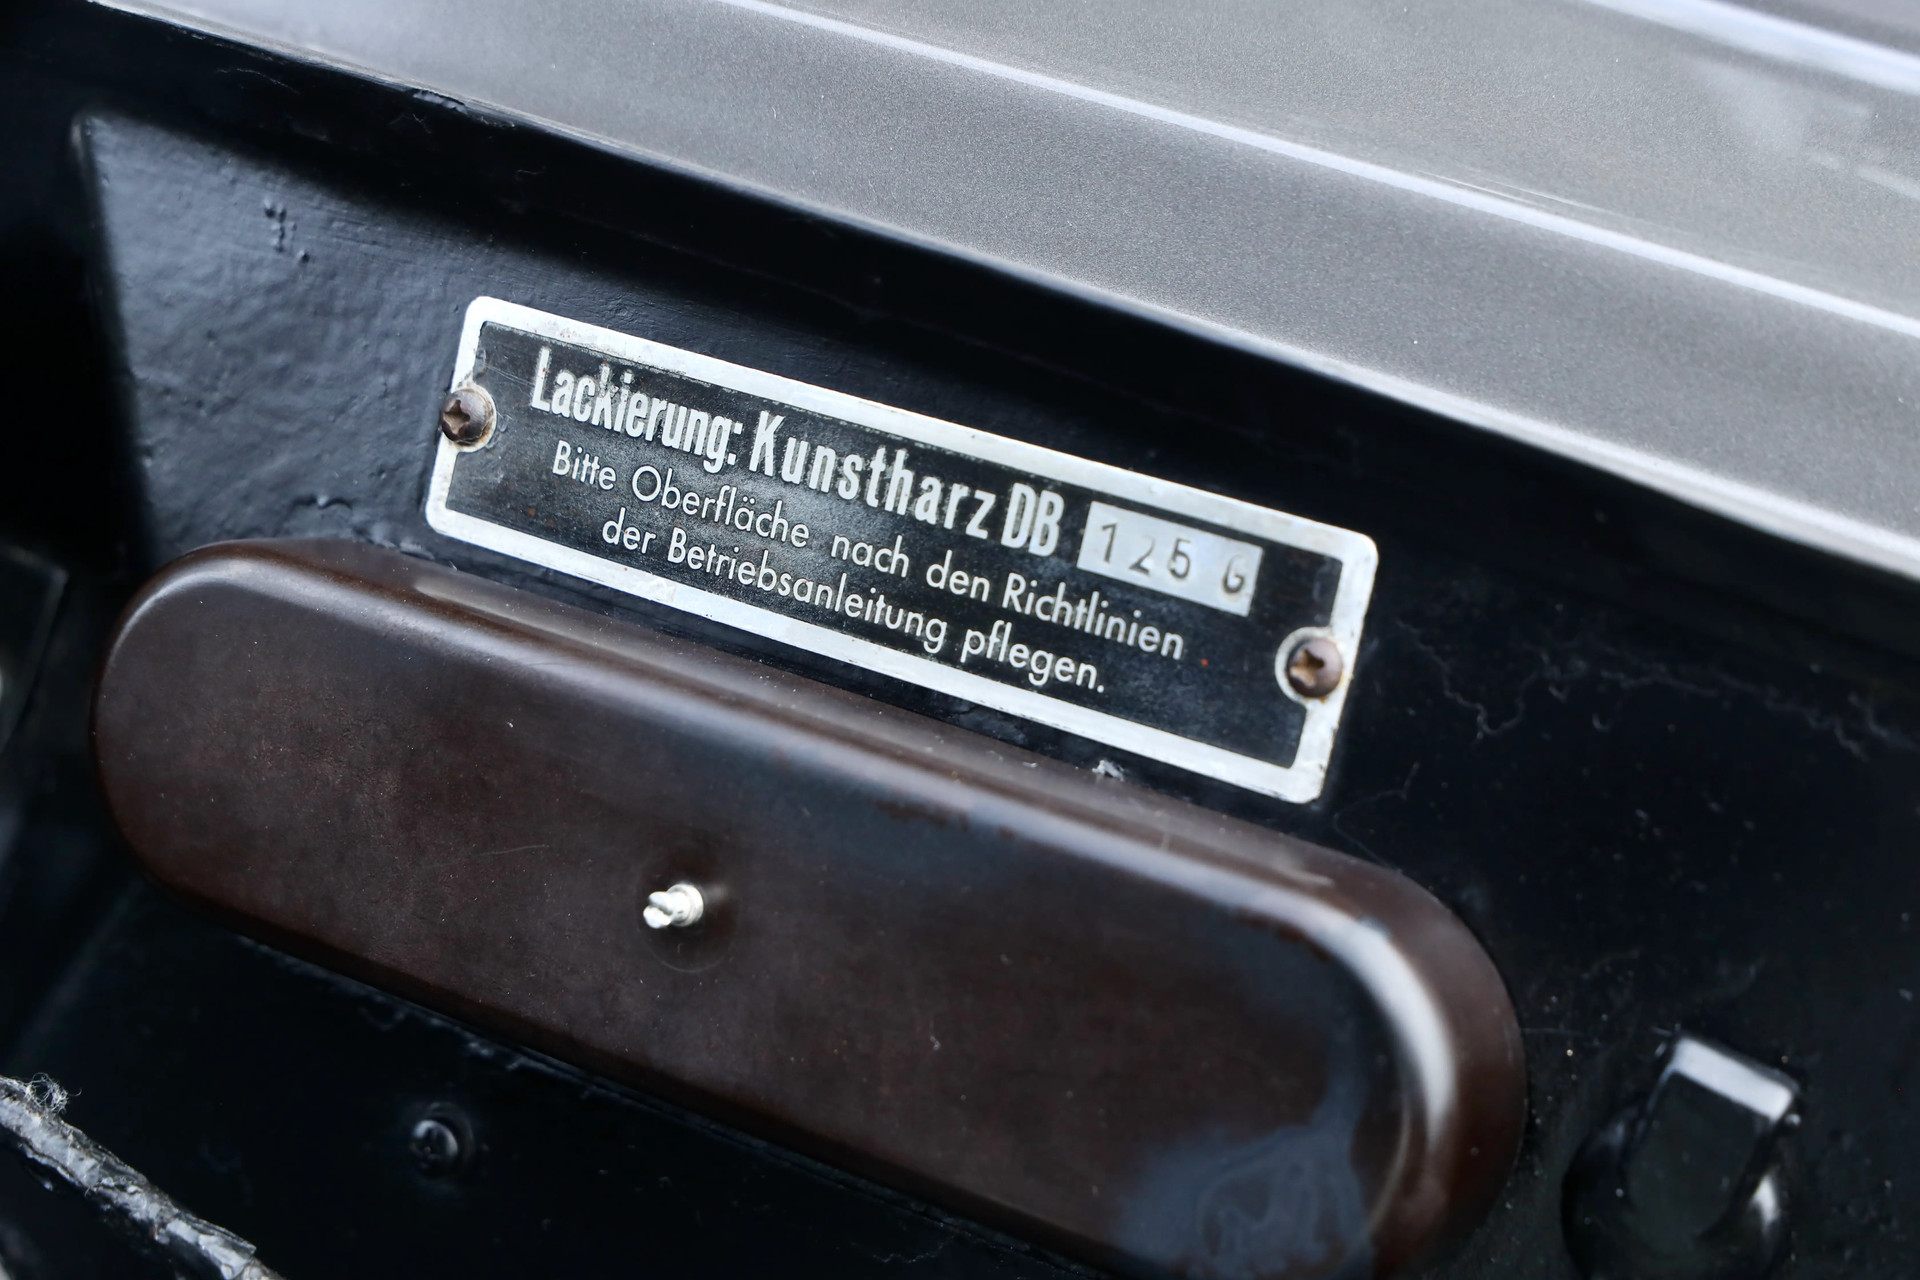 Lackierung: Kunstharz DB 125 G
Bitte Oberfläche nach den Richtlinien
der Betriebsanleitung pflegen.